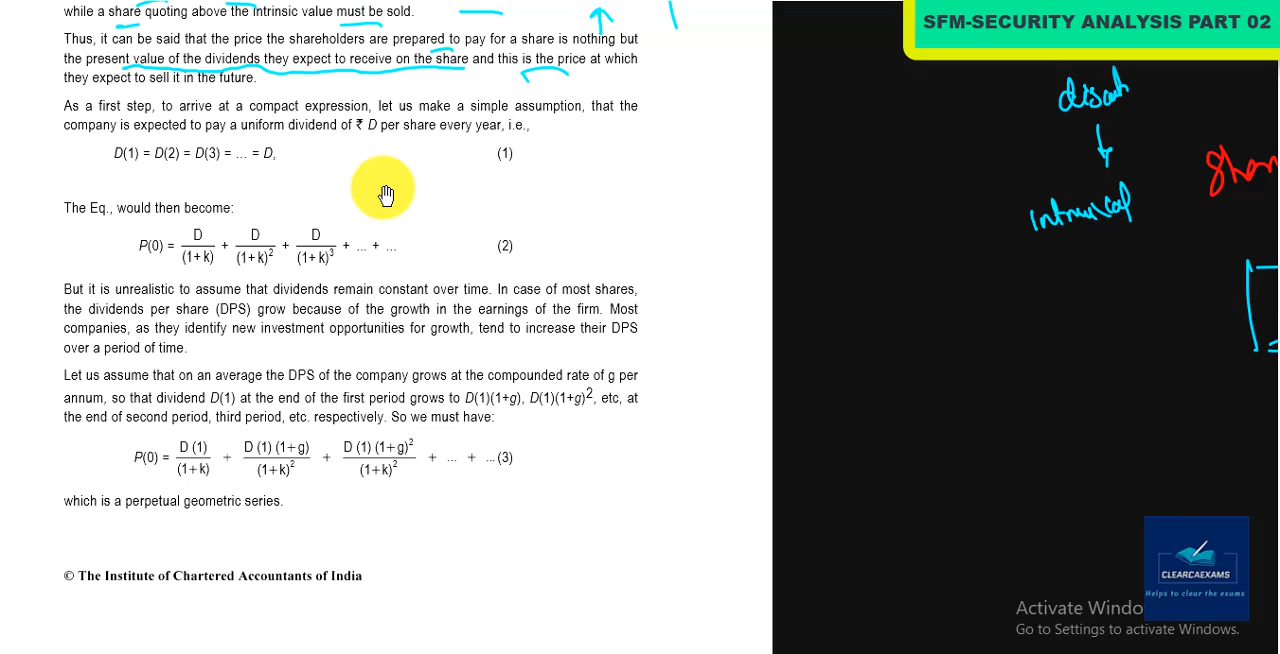 while a share quoting above the intrinsic value must be sold.
Thus, it can be said that the price the shareholders are prepared to pay for a share is nothing but
the present value of the dividends they expect to receive on the share and this is the price at which
they expect to sell it in the future.
As a first step, to arrive at a compact expression, let us make a simple assumption, that the
company is expected to pay a uniform dividend of ₹ D per share every year, i.e.,
D(1) = D(2) = D(3) = ... = D, (1)
The Eq., would then become:
P(0) = D/(1+k) + D/(1+k)² + D/(1+k)³ + ... + ... (2)
But it is unrealistic to assume that dividends remain constant over time. In case of most shares,
the dividends per share (DPS) grow because of the growth in the earnings of the firm. Most
companies, as they identify new investment opportunities for growth, tend to increase their DPS
over a period of time.
Let us assume that on an average the DPS of the company grows at the compounded rate of g per
annum, so that dividend D(1) at the end of the first period grows to D(1)(1+g), D(1)(1+g)², etc, at
the end of second period, third period, etc. respectively. So we must have:
P(0) = D (1)/(1+k) + D (1) (1+g)/(1+k)² + D (1) (1+g)²/(1+k)² + ... + ... (3)
which is a perpetual geometric series.
© The Institute of Chartered Accountants of India
SFM-SECURITY ANALYSIS PART 02
CLEARCAEXAMS
Helps to clear the exams
Activate Windo
Go to Settings to activate Windows.